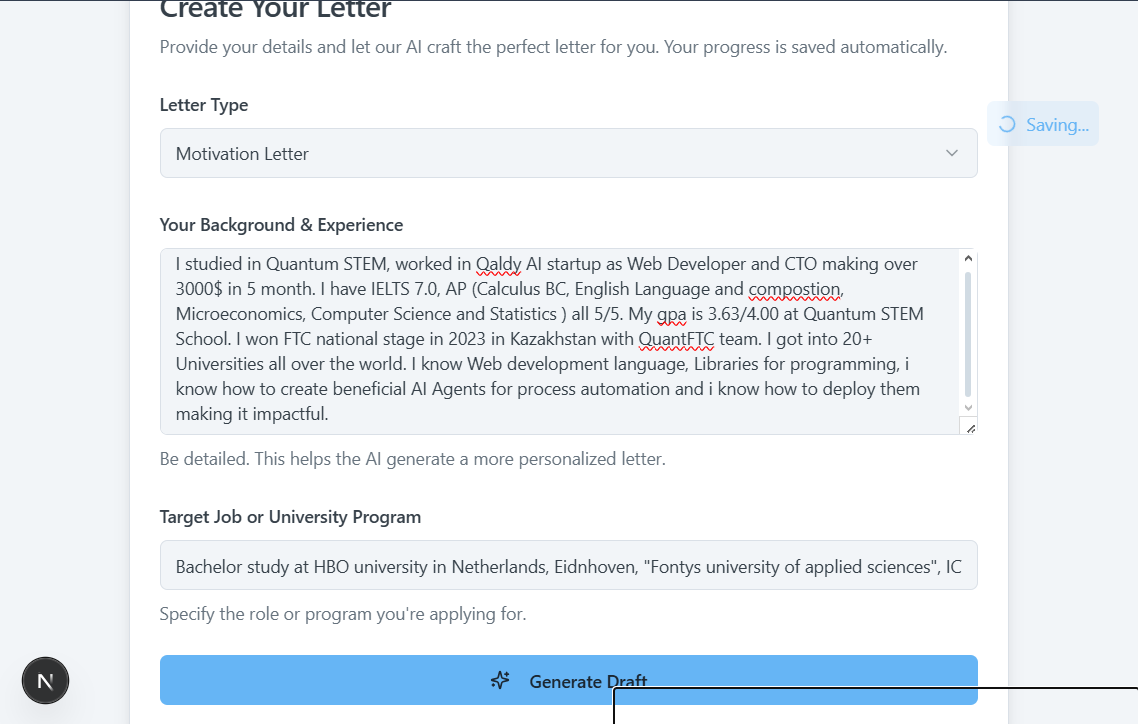 Create Your Letter
Provide your details and let our AI craft the perfect letter for you. Your progress is saved automatically.
Letter Type
Saving...
Motivation Letter
Your Background & Experience
I studied in Quantum STEM, worked in Qaldy AI startup as Web Developer and CTO making over
3000$ in 5 month. I have IELTS 7.0, AP (Calculus BC, English Language and compostion,
Microeconomics, Computer Science and Statistics ) all 5/5. My gpa is 3.63/4.00 at Quantum STEM
School. I won FTC national stage in 2023 in Kazakhstan with QuantFTC team. I got into 20+
Universities all over the world. I know Web development language, Libraries for programming, i
know how to create beneficial AI Agents for process automation and i know how to deploy them
making it impactful.
Be detailed. This helps the AI generate a more personalized letter.
Target Job or University Program
Bachelor study at HBO university in Netherlands, Eidnhoven, "Fontys university of applied sciences", IC
Specify the role or program you're applying for.
N
Generate Draft